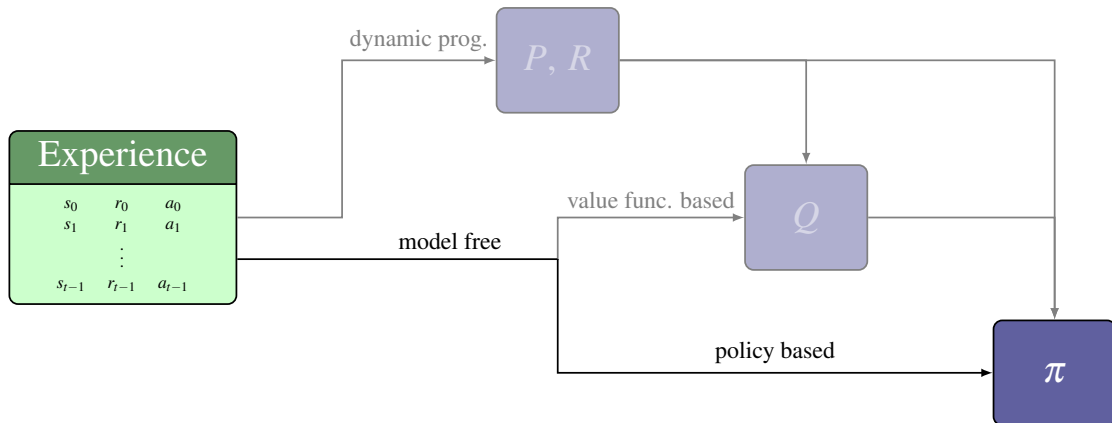 dynamic prog.
P, R
Experience
s₀ r₀ a₀
s₁ r₁ a₁
⋮
sₜ₋₁ rₜ₋₁ aₜ₋₁
value func. based
Q
model free
policy based
π